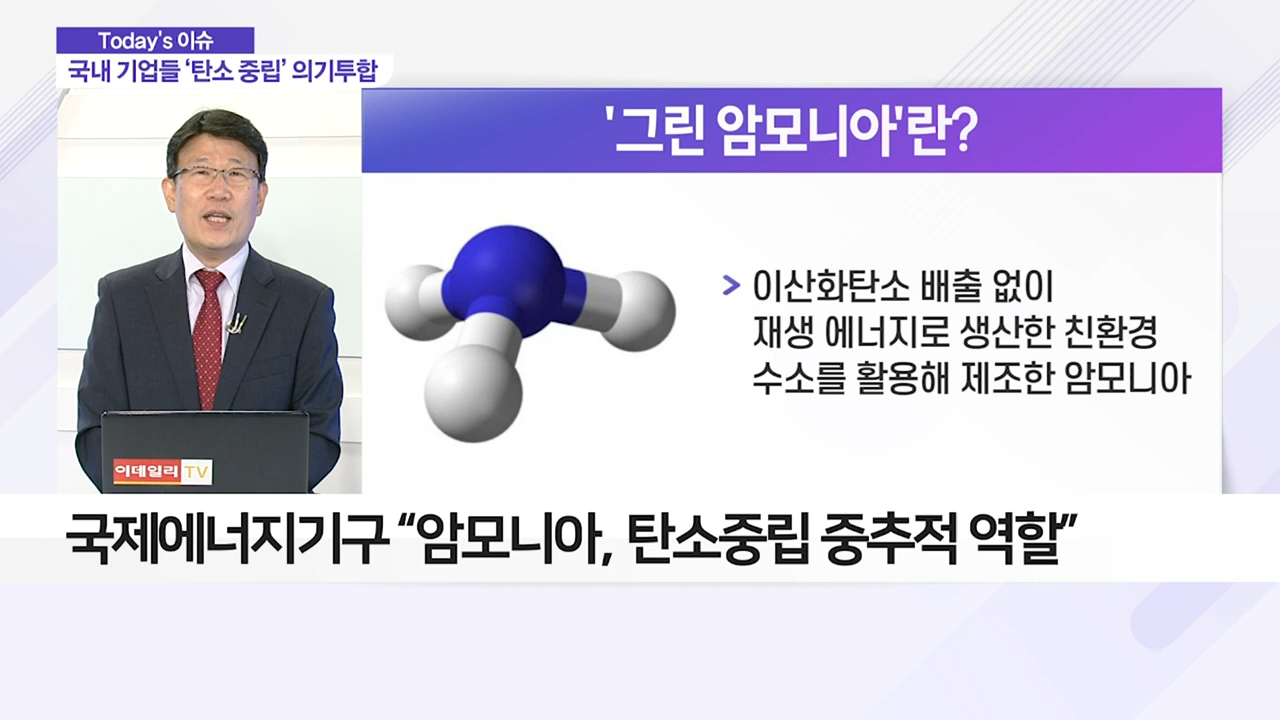 Today's 이슈
국내 기업들 ‘탄소 중립’ 의기투합
'그린 암모니아'란?
이산화탄소 배출 없이
재생 에너지로 생산한 친환경
수소를 활용해 제조한 암모니아
이데일리 TV
국제에너지기구 “암모니아, 탄소중립 중추적 역할”